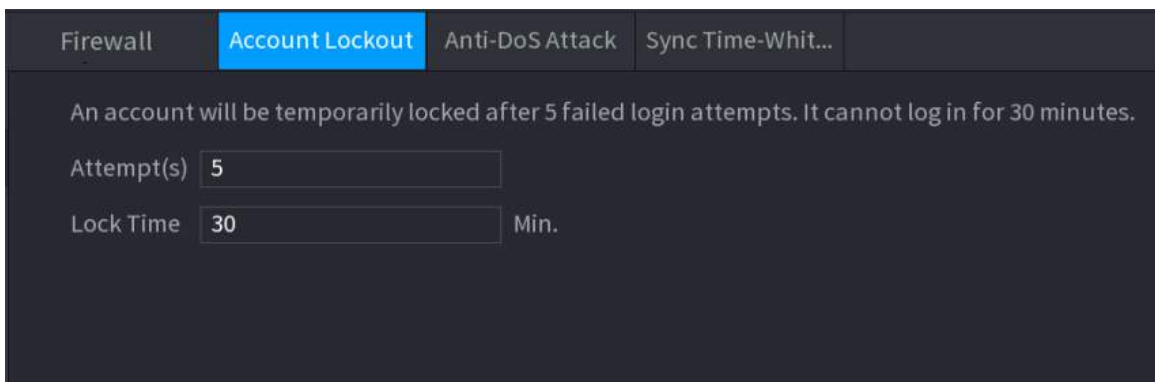 Firewall Account Lockout Anti-DoS Attack Sync Time-Whit...
An account will be temporarily locked after 5 failed login attempts. It cannot log in for 30 minutes.
Attempt(s) 5
Lock Time 30 Min.